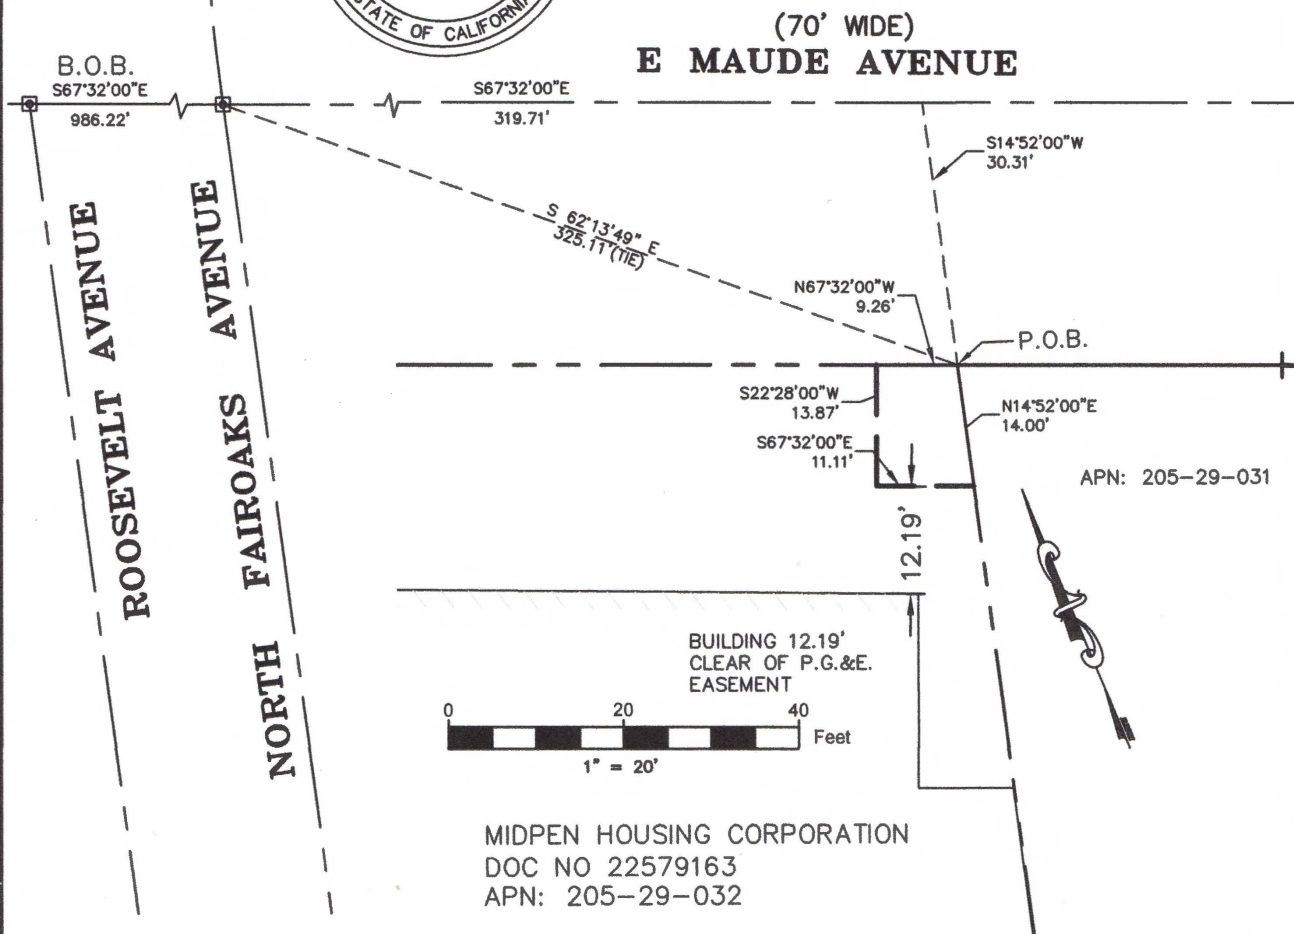 STATE OF CALIFORNIA
(70' WIDE)
E MAUDE AVENUE
B.O.B.
S67°32'00"E
986.22'
S67°32'00"E
319.71'
S14°52'00"W
30.31'
S 62°13'49" E
325.11'(TIE)
N67°32'00"W
9.26'
P.O.B.
S22°28'00"W
13.87'
N14°52'00"E
14.00'
S67°32'00"E
11.11'
APN: 205-29-031
12.19'
ROOSEVELT AVENUE
NORTH FAIROAKS AVENUE
BUILDING 12.19'
CLEAR OF P.G.&E.
EASEMENT
0 20 40
Feet
1" = 20'
MIDPEN HOUSING CORPORATION
DOC NO 22579163
APN: 205-29-032